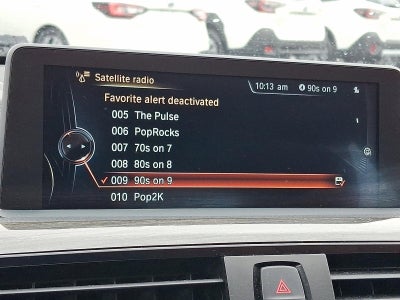 Satellite radio
10:13 am 90s on 9
Favorite alert deactivated
005 The Pulse
006 PopRocks
007 70s on 7
008 80s on 8
009 90s on 9
010 Pop2K